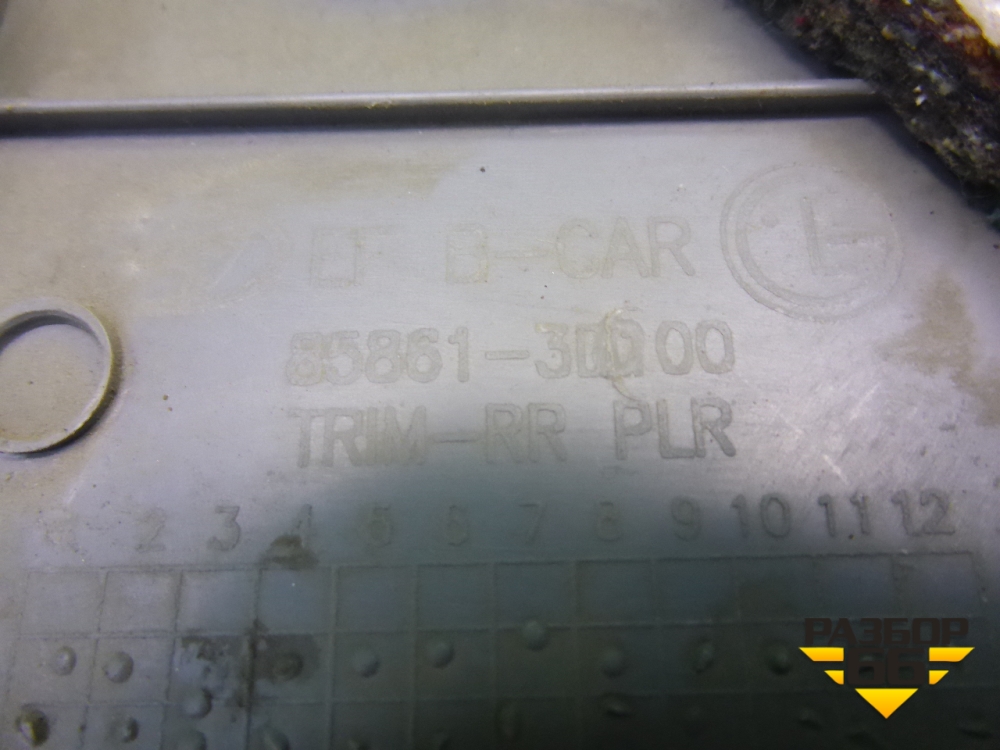 EF B-CAR L
85861-3D000
TRIM-RR PLR
2 3 4 5 6 7 8 9 10 11 12
РАЗБОР
66